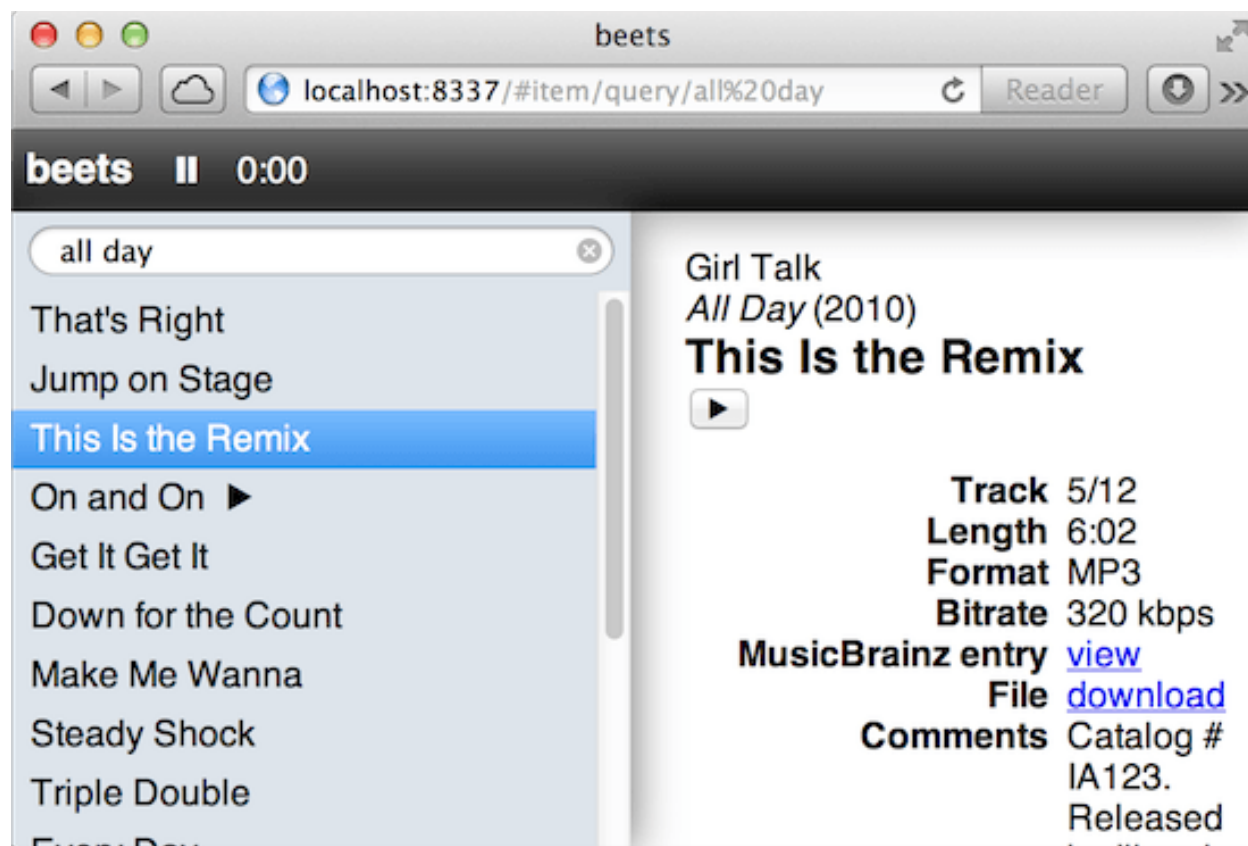 beets
localhost:8337/#item/query/all%20day
Reader
beets 0:00
all day
That's Right
Jump on Stage
This Is the Remix
On and On
Get It Get It
Down for the Count
Make Me Wanna
Steady Shock
Triple Double
Every Day
Girl Talk
All Day (2010)
This Is the Remix
Track 5/12
Length 6:02
Format MP3
Bitrate 320 kbps
MusicBrainz entry view
File download
Comments Catalog #
IA123.
Released